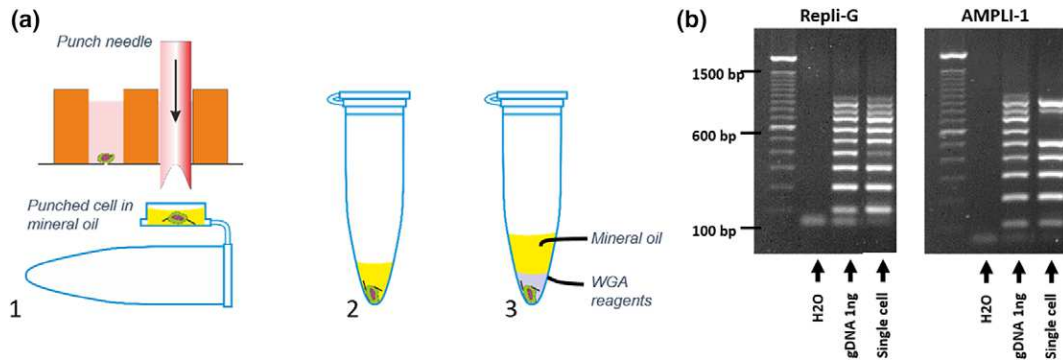 (a)
Punch needle
Punched cell in
mineral oil
1
2
3
Mineral oil
WGA
reagents
(b)
Repli-G
AMPLI-1
1500 bp
600 bp
100 bp
H2O
gDNA 1ng
Single cell
H2O
gDNA 1ng
Single cell